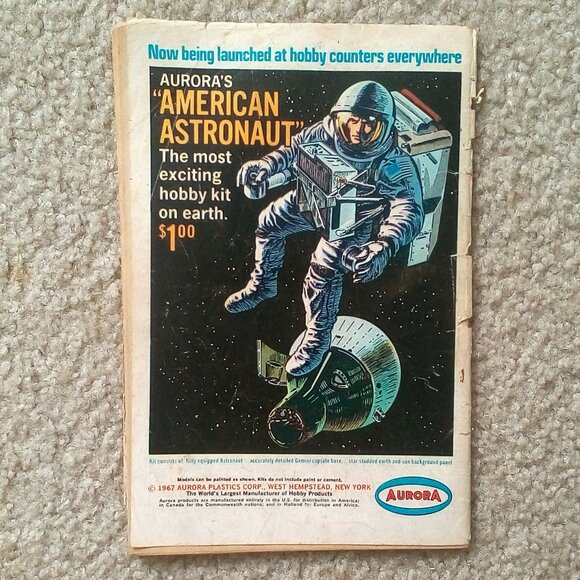 Now being launched at hobby counters everywhere
AURORA'S
"AMERICAN
ASTRONAUT"
The most
exciting
hobby kit
on earth.
$1.00
Kit consists of: fully equipped Astronaut ... accurately detailed Gemini capsule base ... star studded earth and sun background panel
Models can be painted as shown. Kits do not include paint or cement.
© 1967 AURORA PLASTICS CORP., WEST HEMPSTEAD, NEW YORK
The World's Largest Manufacturer of Hobby Products
Aurora products are manufactured entirely in the U.S. for distribution in America;
in Canada for the Commonwealth nations; and in Holland for Europe and Africa.
AURORA